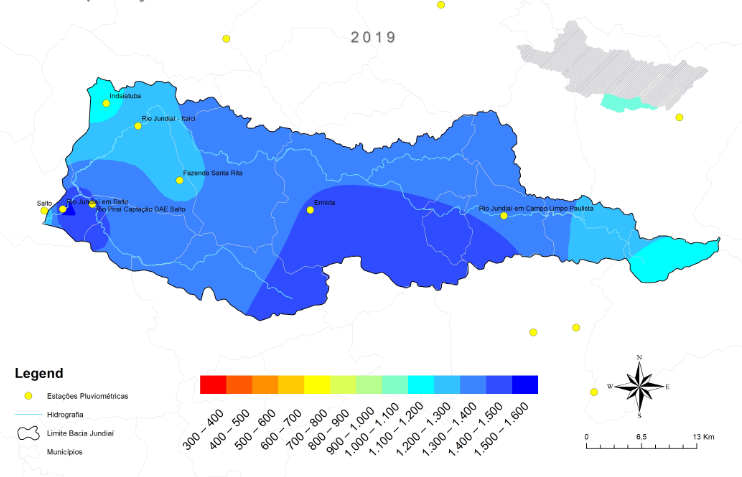 2019
Indaiatuba
Rio Jundiaí - Itaici
Fazenda Santa Rita
Salto
Rio Jundiaí em Salto
Rio Piraí Captação DAE Salto
Ermida
Rio Jundiaí em Campo Limpo Paulista
Legend
Estações Pluviométricas
Hidrografia
Limite Bacia Jundiaí
Municípios
300 – 400
400 – 500
500 – 600
600 – 700
700 – 800
800 – 900
900 – 1.000
1.000 – 1.100
1.100 – 1.200
1.200 – 1.300
1.300 – 1.400
1.400 – 1.500
1.500 – 1.600
N
W
E
S
0 6,5 13 Km